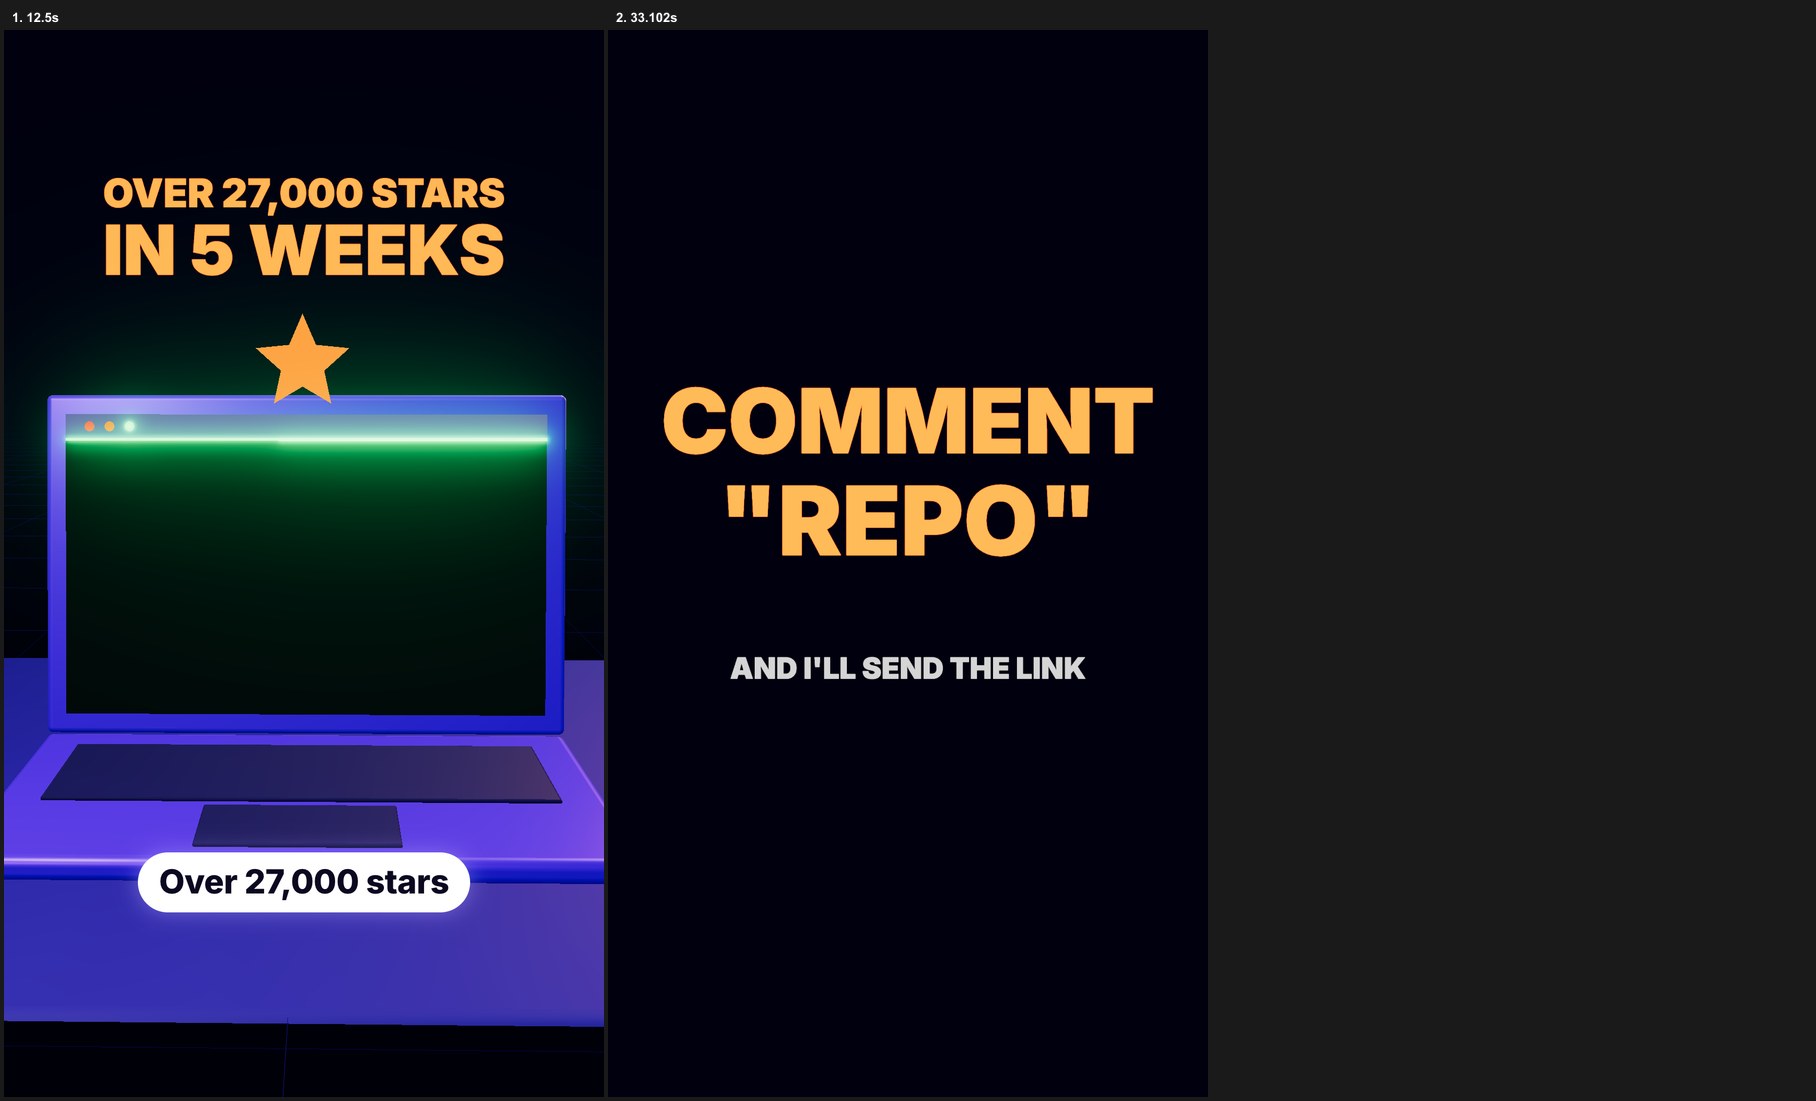 1. 12.5s
OVER 27,000 STARS
IN 5 WEEKS
Over 27,000 stars
2. 33.102s
COMMENT
"REPO"
AND I'LL SEND THE LINK